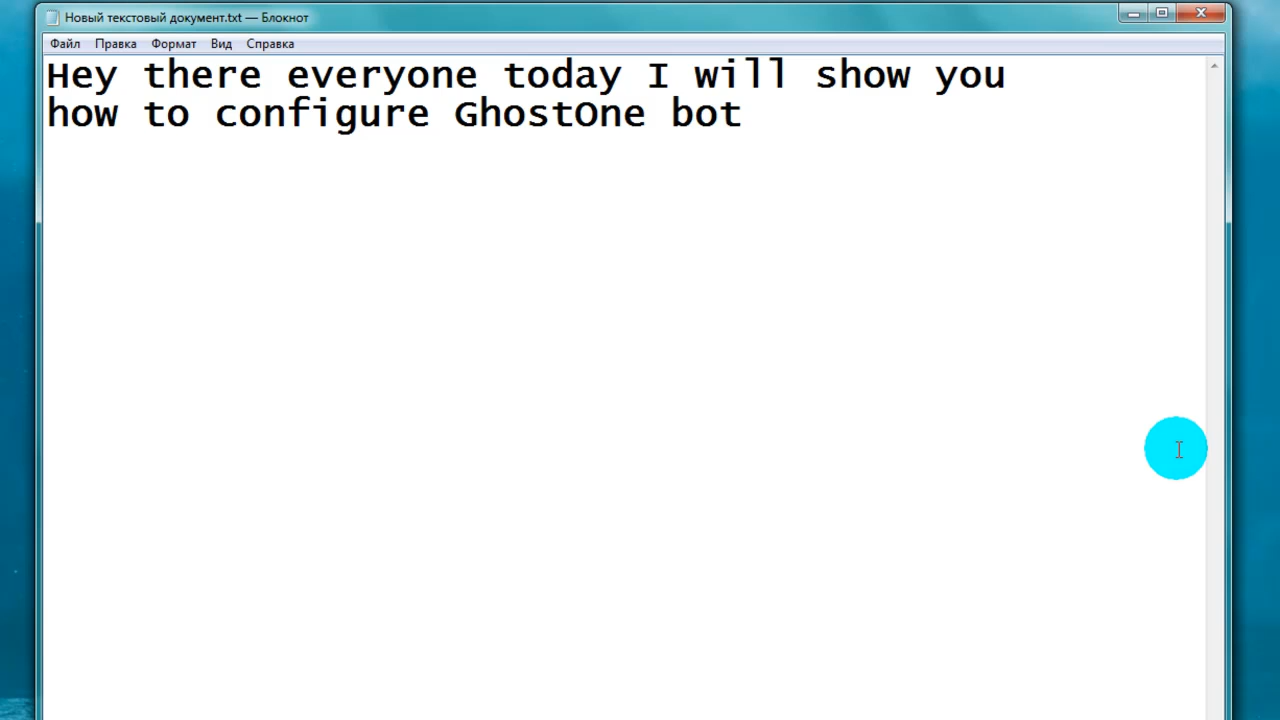 Новый текстовый документ.txt — Блокнот
Файл Правка Формат Вид Справка
Hey there everyone today I will show you
how to configure GhostOne bot